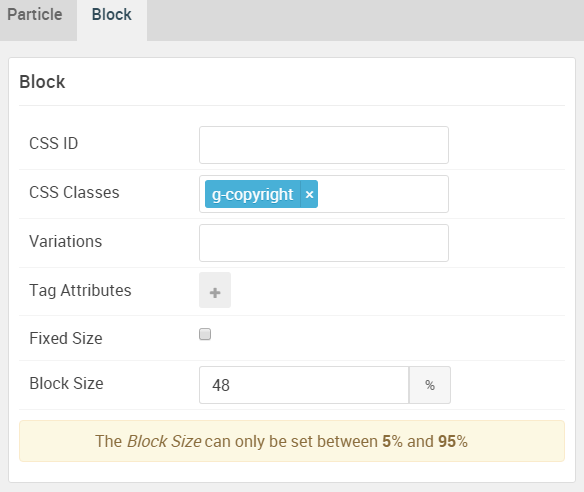 Particle Block
Block
CSS ID
CSS Classes g-copyright ×
Variations
Tag Attributes +
Fixed Size
Block Size 48 %
The Block Size can only be set between 5% and 95%